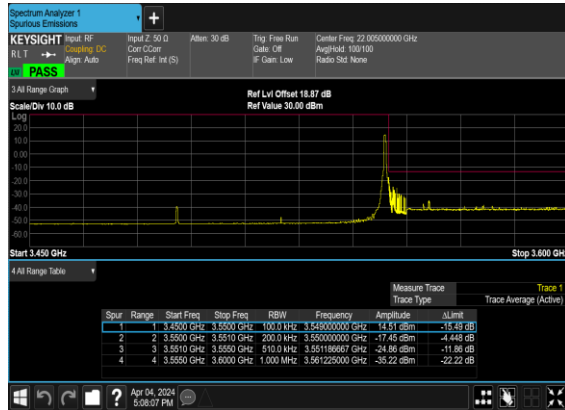 Spectrum Analyzer 1
Spurious Emissions
KEYSIGHT Input: RF Input Z: 50 Ω Atten: 30 dB Trig: Free Run Center Freq: 22.005000000 GHz
RLT Coupling: DC Corr CCorr Gate: Off Avg|Hold: 100/100
Align: Auto Freq Ref: Int (S) IF Gain: Low Radio Std: None
PASS
3 All Range Graph
Ref Lvl Offset 18.87 dB
Scale/Div 10.0 dB Ref Value 30.00 dBm
Log
20.0
10.0
0.00
-10.0
-20.0
-30.0
-40.0
-50.0
-60.0
Start 3.450 GHz Stop 3.600 GHz
4 All Range Table
Measure Trace Trace 1
Trace Type Trace Average (Active)
Spur Range Start Freq Stop Freq RBW Frequency Amplitude ΔLimit
1 1 3.4500 GHz 3.5500 GHz 100.0 kHz 3.549000000 GHz 14.51 dBm -15.49 dB
2 2 3.5500 GHz 3.5510 GHz 200.0 kHz 3.550000000 GHz -17.45 dBm -4.448 dB
3 3 3.5510 GHz 3.5550 GHz 510.0 kHz 3.551186667 GHz -24.86 dBm -11.86 dB
4 4 3.5550 GHz 3.6000 GHz 1.000 MHz 3.561225000 GHz -35.22 dBm -22.22 dB
Apr 04, 2024
5:08:07 PM